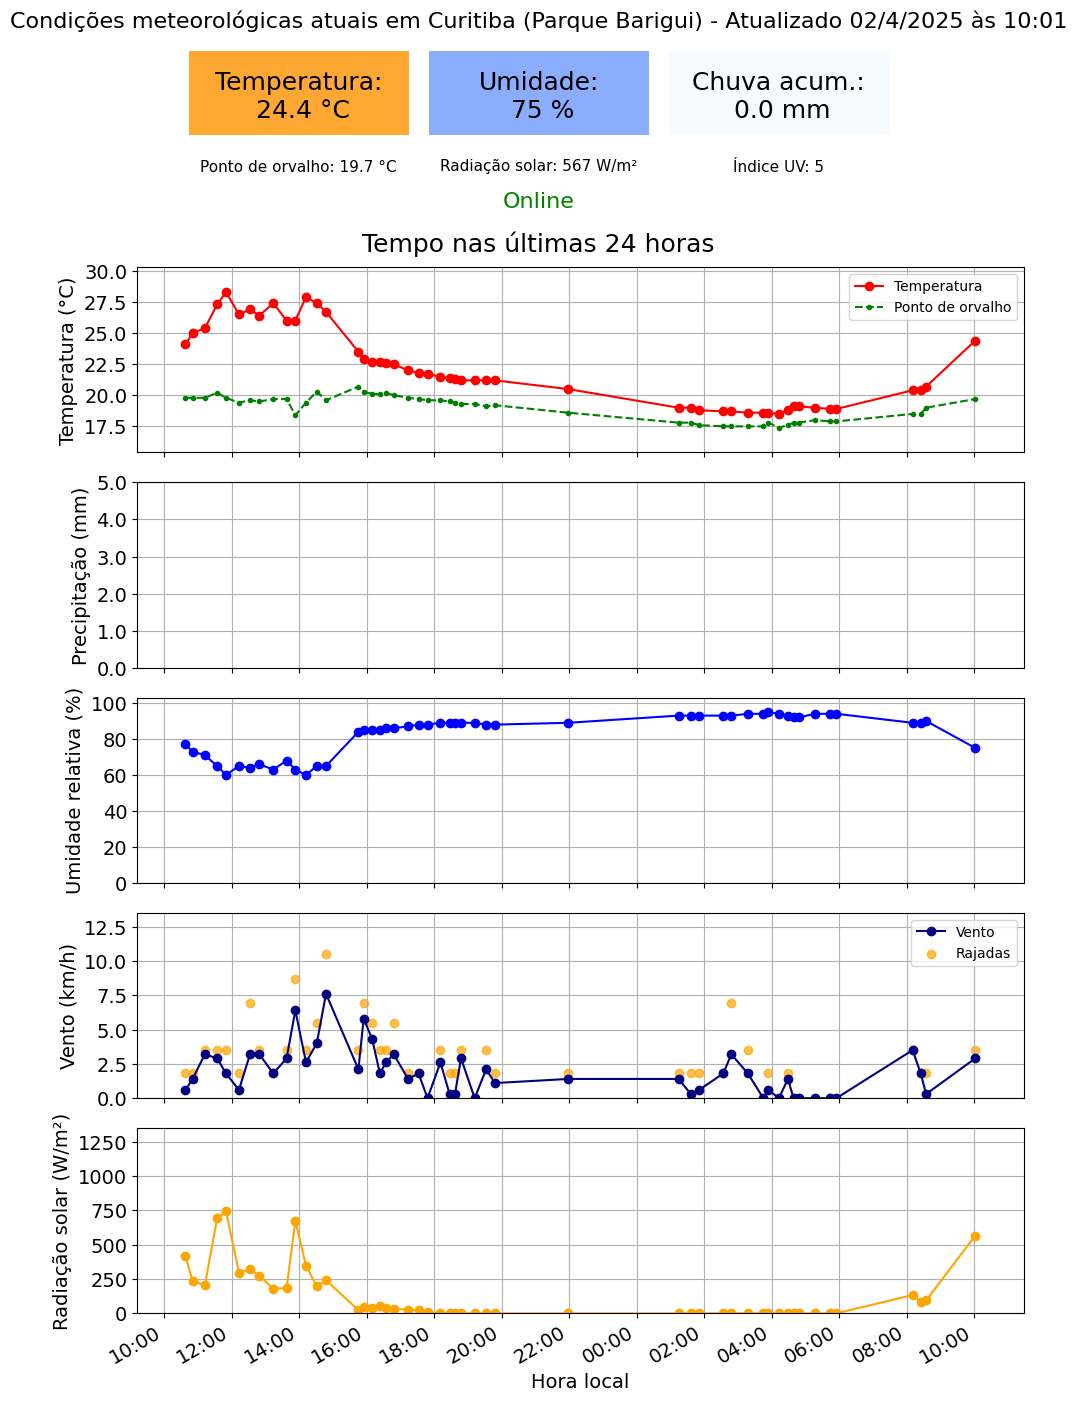 Condições meteorológicas atuais em Curitiba (Parque Barigui) - Atualizado 02/4/2025 às 10:01
Temperatura:
24.4 °C
Umidade:
75 %
Chuva acum.:
0.0 mm
Ponto de orvalho: 19.7 °C
Radiação solar: 567 W/m²
Índice UV: 5
Online
Tempo nas últimas 24 horas
Temperatura (°C)
30.0
27.5
25.0
22.5
20.0
17.5
Temperatura
Ponto de orvalho
Precipitação (mm)
5.0
4.0
3.0
2.0
1.0
0.0
Umidade relativa (%)
100
80
60
40
20
0
Vento (km/h)
12.5
10.0
7.5
5.0
2.5
0.0
Vento
Rajadas
Radiação solar (W/m²)
1250
1000
750
500
250
0
10:00
12:00
14:00
16:00
18:00
20:00
22:00
00:00
02:00
04:00
06:00
08:00
10:00
Hora local